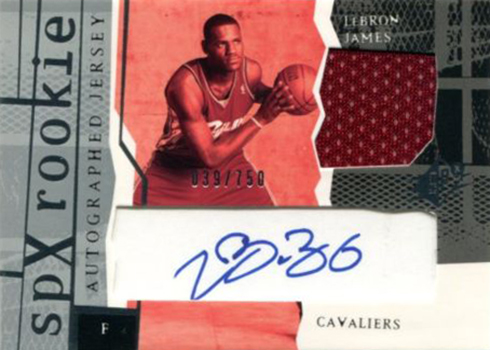 spX rookie
AUTOGRAPHED JERSEY
LEBRON
JAMES
039/750
F
CAVALIERS